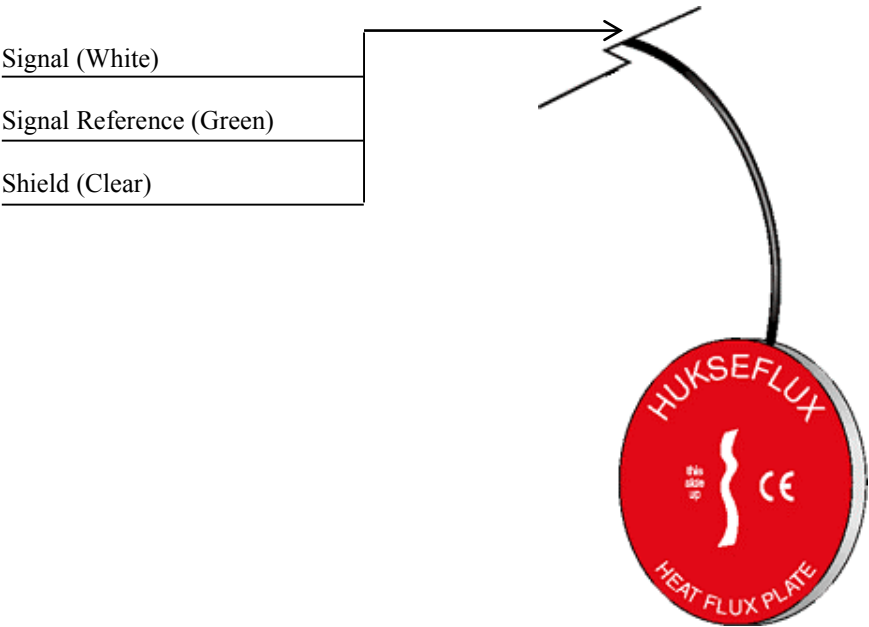 Signal (White)
Signal Reference (Green)
Shield (Clear)
HUKSEFLUX
this
side
up
CE
HEAT FLUX PLATE